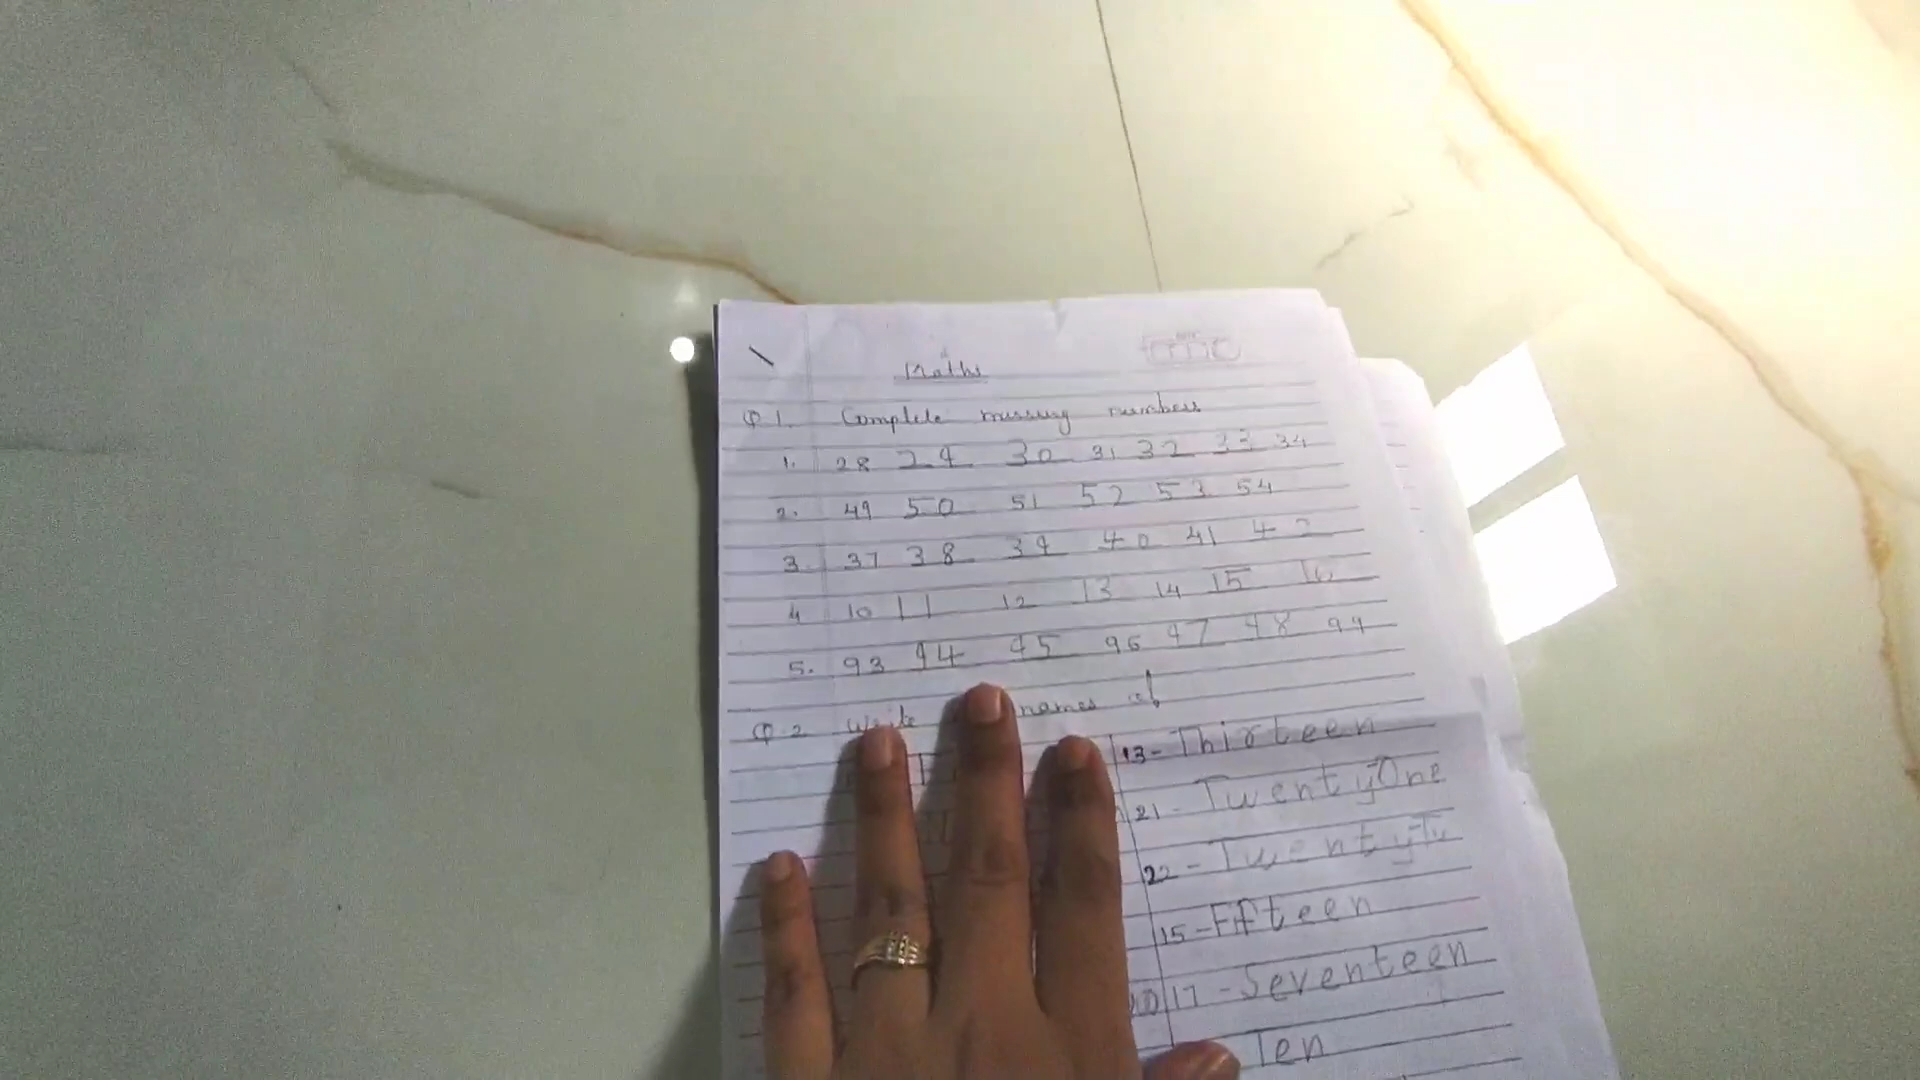 Maths
Q1. Complete missing numbers
1. 28 29 30 31 32 33 34
2. 49 50 51 52 53 54
3. 37 38 39 40 41 42
4 10 11 12 13 14 15 16
5. 93 94 95 96 97 98 99
Q.2 Write names of
13-Thirteen
21-TwentyOne
22-Twenty
15-Fifteen
17-Seventeen
Ten